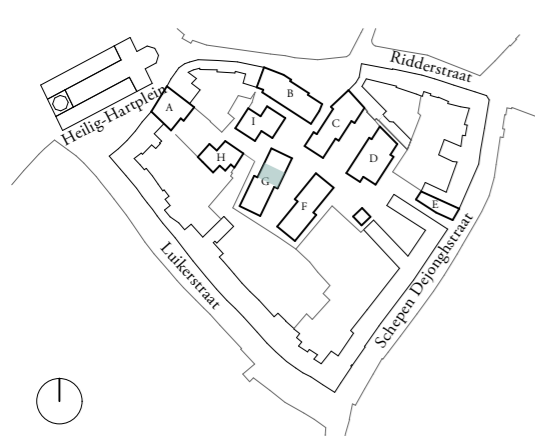 Ridderstraat
Heilig-Hartplein
B
A
I
C
H
D
G
F
E
Luikerstraat
Schepen Dejonghstraat